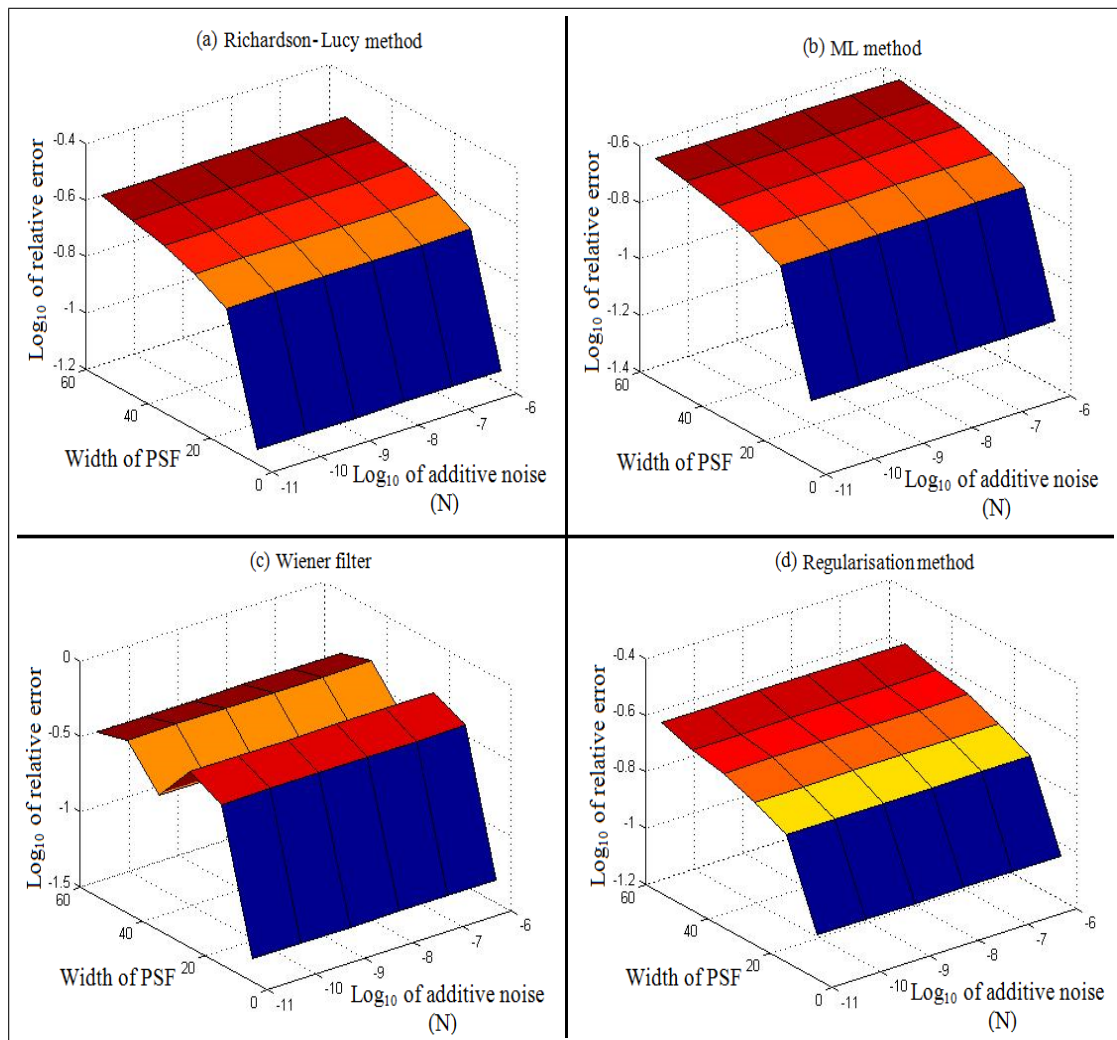 (a) Richardson-Lucy method
Log₁₀ of relative error
-0.4
-0.6
-0.8
-1
-1.2
60
40
20
0
Width of PSF
-11
-10
-9
-8
-7
-6
Log₁₀ of additive noise
(N)
(b) ML method
Log₁₀ of relative error
-0.6
-0.8
-1
-1.2
-1.4
60
40
20
0
Width of PSF
-11
-10
-9
-8
-7
-6
Log₁₀ of additive noise
(N)
(c) Wiener filter
Log₁₀ of relative error
0
-0.5
-1
-1.5
60
40
20
0
Width of PSF
-11
-10
-9
-8
-7
-6
Log₁₀ of additive noise
(N)
(d) Regularisation method
Log₁₀ of relative error
-0.4
-0.6
-0.8
-1
-1.2
60
40
20
0
Width of PSF
-11
-10
-9
-8
-7
-6
Log₁₀ of additive noise
(N)